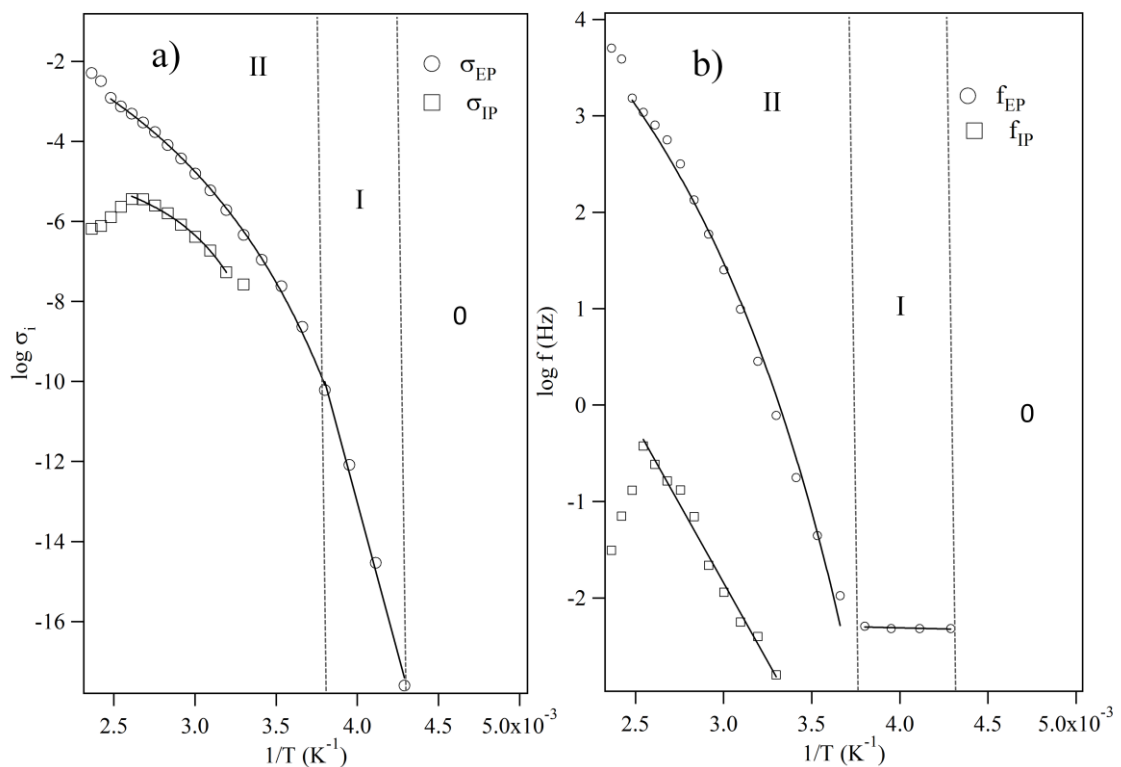 a)
II
σEP
σIP
I
0
log σi
-2
-4
-6
-8
-10
-12
-14
-16
2.5 3.0 3.5 4.0 4.5 5.0x10-3
1/T (K-1)
b)
II
fEP
fIP
I
0
log f (Hz)
4
3
2
1
0
-1
-2
2.5 3.0 3.5 4.0 4.5 5.0x10-3
1/T (K-1)